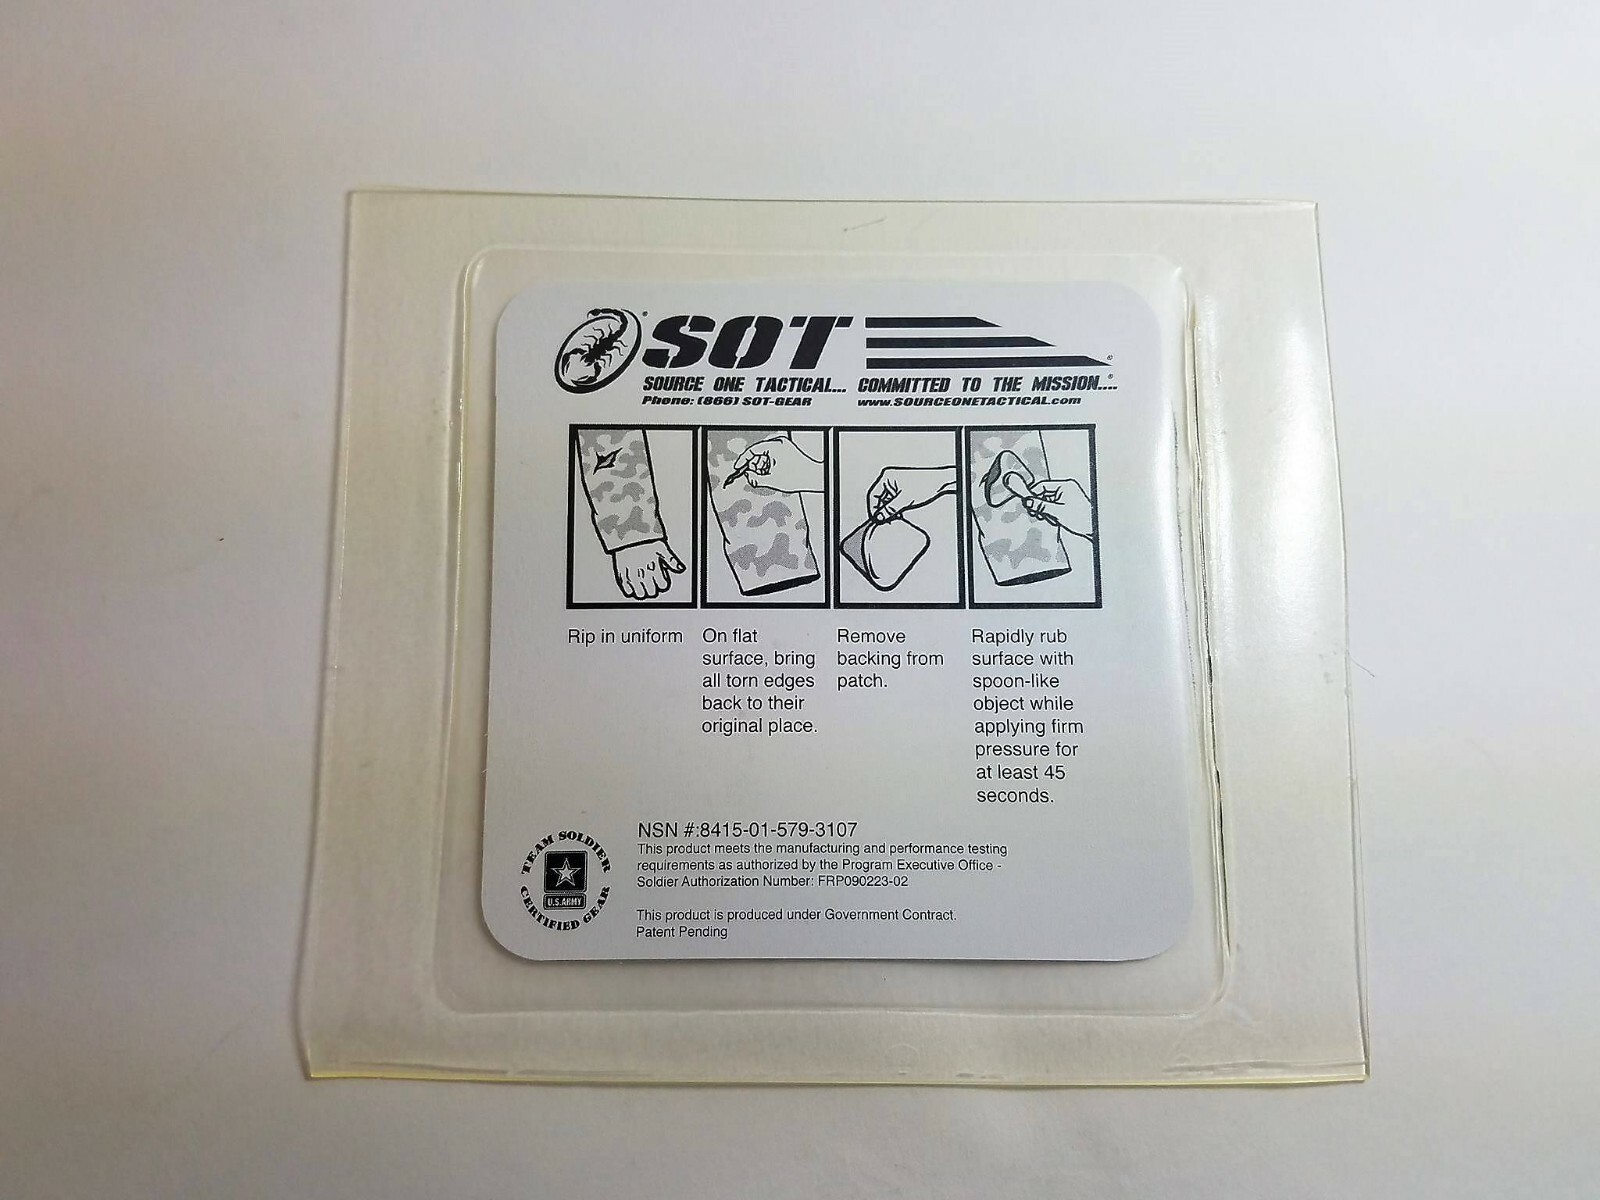 SOT
SOURCE ONE TACTICAL... COMMITTED TO THE MISSION....
Phone: (866) SOT-GEAR www.SOURCEONETACTICAL.com
Rip in uniform
On flat
surface, bring
all torn edges
back to their
original place.
Remove
backing from
patch.
Rapidly rub
surface with
spoon-like
object while
applying firm
pressure for
at least 45
seconds.
TEAM SOLDIER
U.S.ARMY
CERTIFIED GEAR
NSN #:8415-01-579-3107
This product meets the manufacturing and performance testing
requirements as authorized by the Program Executive Office -
Soldier Authorization Number: FRP090223-02
This product is produced under Government Contract.
Patent Pending